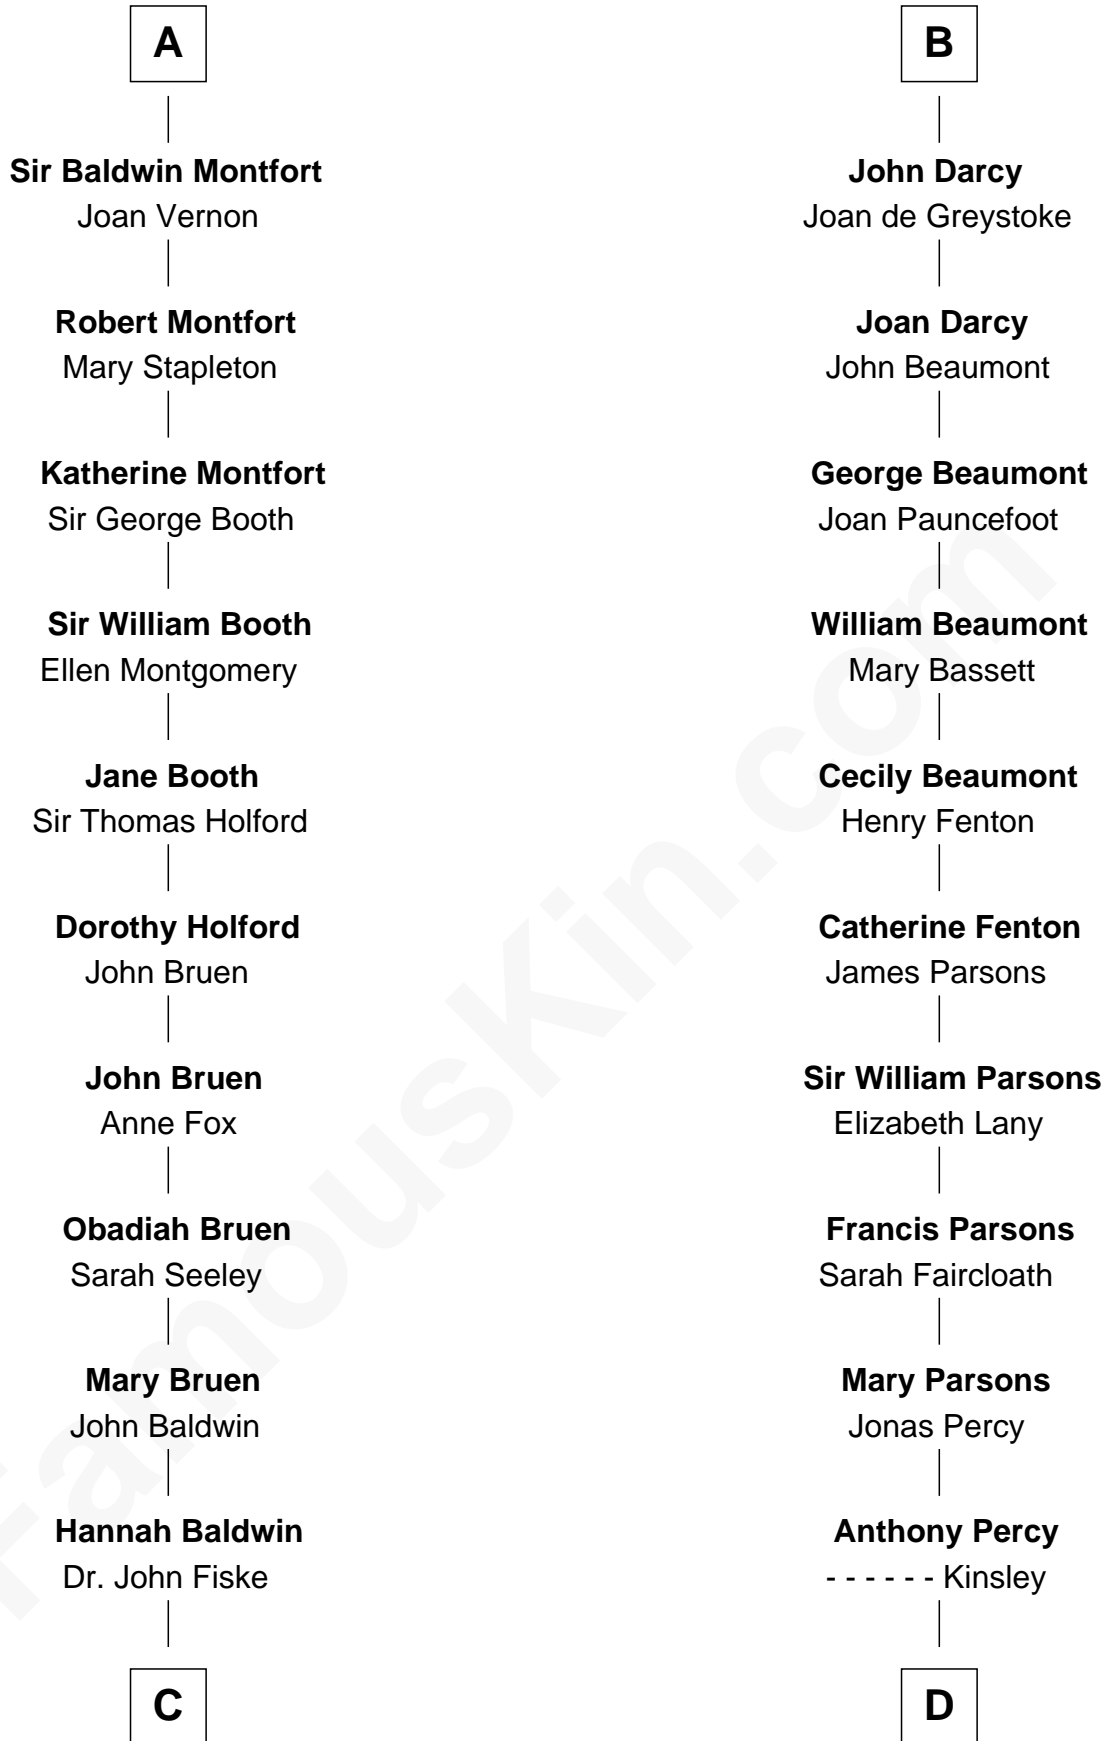 A
Sir Baldwin Montfort
Joan Vernon
Robert Montfort
Mary Stapleton
Katherine Montfort
Sir George Booth
Sir William Booth
Ellen Montgomery
Jane Booth
Sir Thomas Holford
Dorothy Holford
John Bruen
John Bruen
Anne Fox
Obadiah Bruen
Sarah Seeley
Mary Bruen
John Baldwin
Hannah Baldwin
Dr. John Fiske
C
B
John Darcy
Joan de Greystoke
Joan Darcy
John Beaumont
George Beaumont
Joan Pauncefoot
William Beaumont
Mary Bassett
Cecily Beaumont
Henry Fenton
Catherine Fenton
James Parsons
Sir William Parsons
Elizabeth Lany
Francis Parsons
Sarah Faircloath
Mary Parsons
Jonas Percy
Anthony Percy
- - - - - - Kinsley
D
FamousKin.com